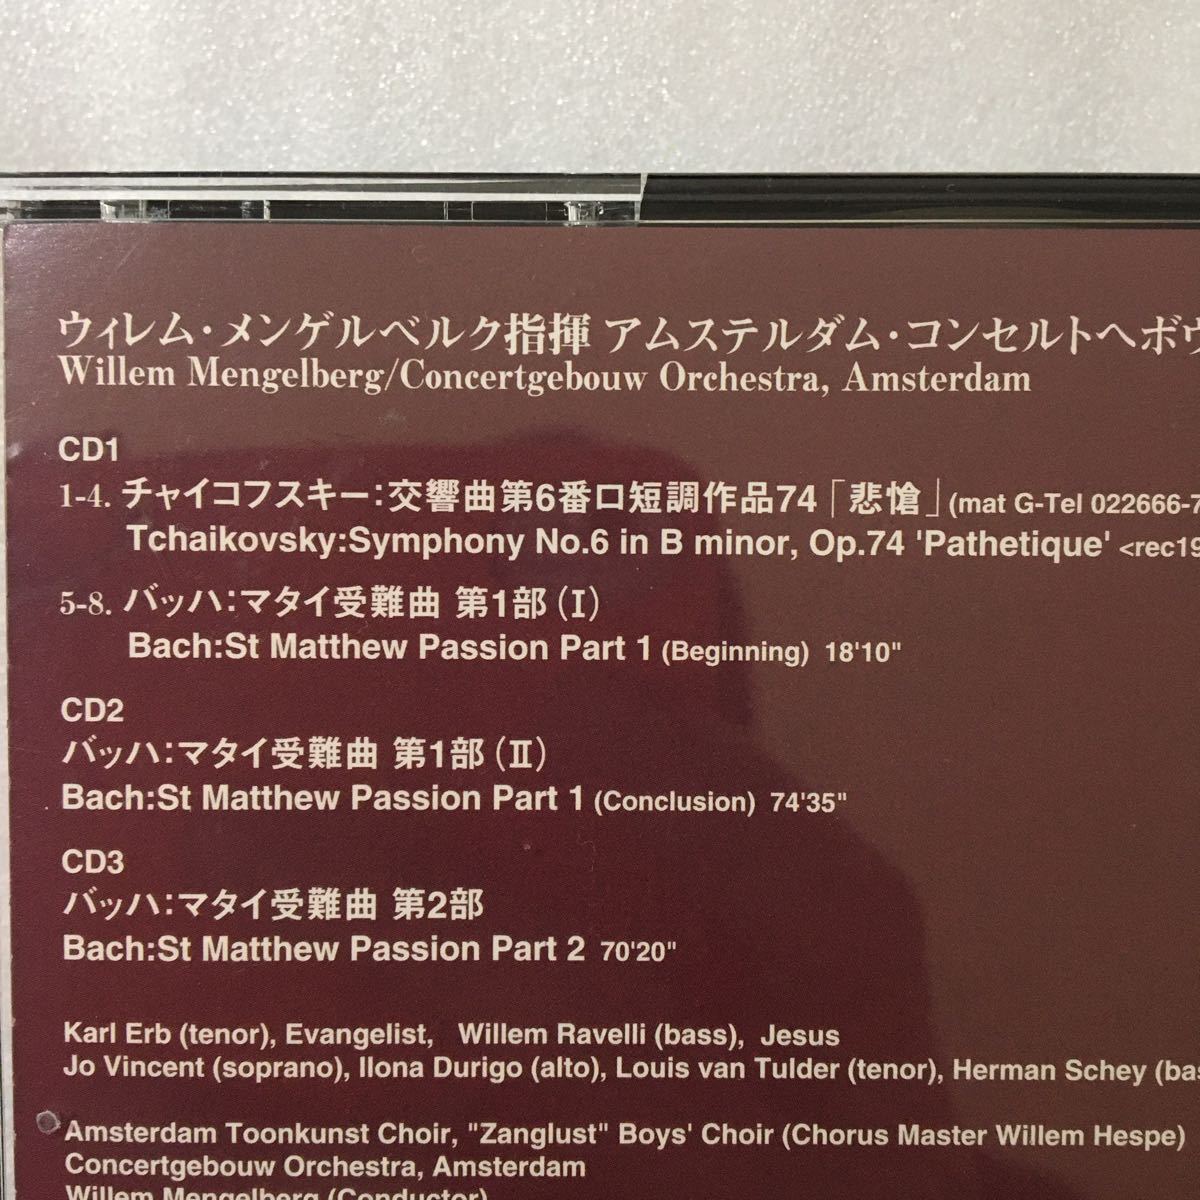 ウィレム・メンゲルベルク指揮 アムステルダム・コンセルトヘボウ
Willem Mengelberg/Concertgebouw Orchestra, Amsterdam
CD1
1-4. チャイコフスキー：交響曲第6番ロ短調作品74「悲愴」(mat G-Tel 022666-7
Tchaikovsky:Symphony No.6 in B minor, Op.74 'Pathetique' <rec19
5-8. バッハ：マタイ受難曲 第1部（Ⅰ）
Bach:St Matthew Passion Part 1 (Beginning) 18'10"
CD2
バッハ：マタイ受難曲 第1部（Ⅱ）
Bach:St Matthew Passion Part 1 (Conclusion) 74'35"
CD3
バッハ：マタイ受難曲 第2部
Bach:St Matthew Passion Part 2 70'20"
Karl Erb (tenor), Evangelist, Willem Ravelli (bass), Jesus
Jo Vincent (soprano), Ilona Durigo (alto), Louis van Tulder (tenor), Herman Schey (bas
Amsterdam Toonkunst Choir, "Zanglust" Boys' Choir (Chorus Master Willem Hespe)
Concertgebouw Orchestra, Amsterdam
Willem Mengelberg (Conductor)